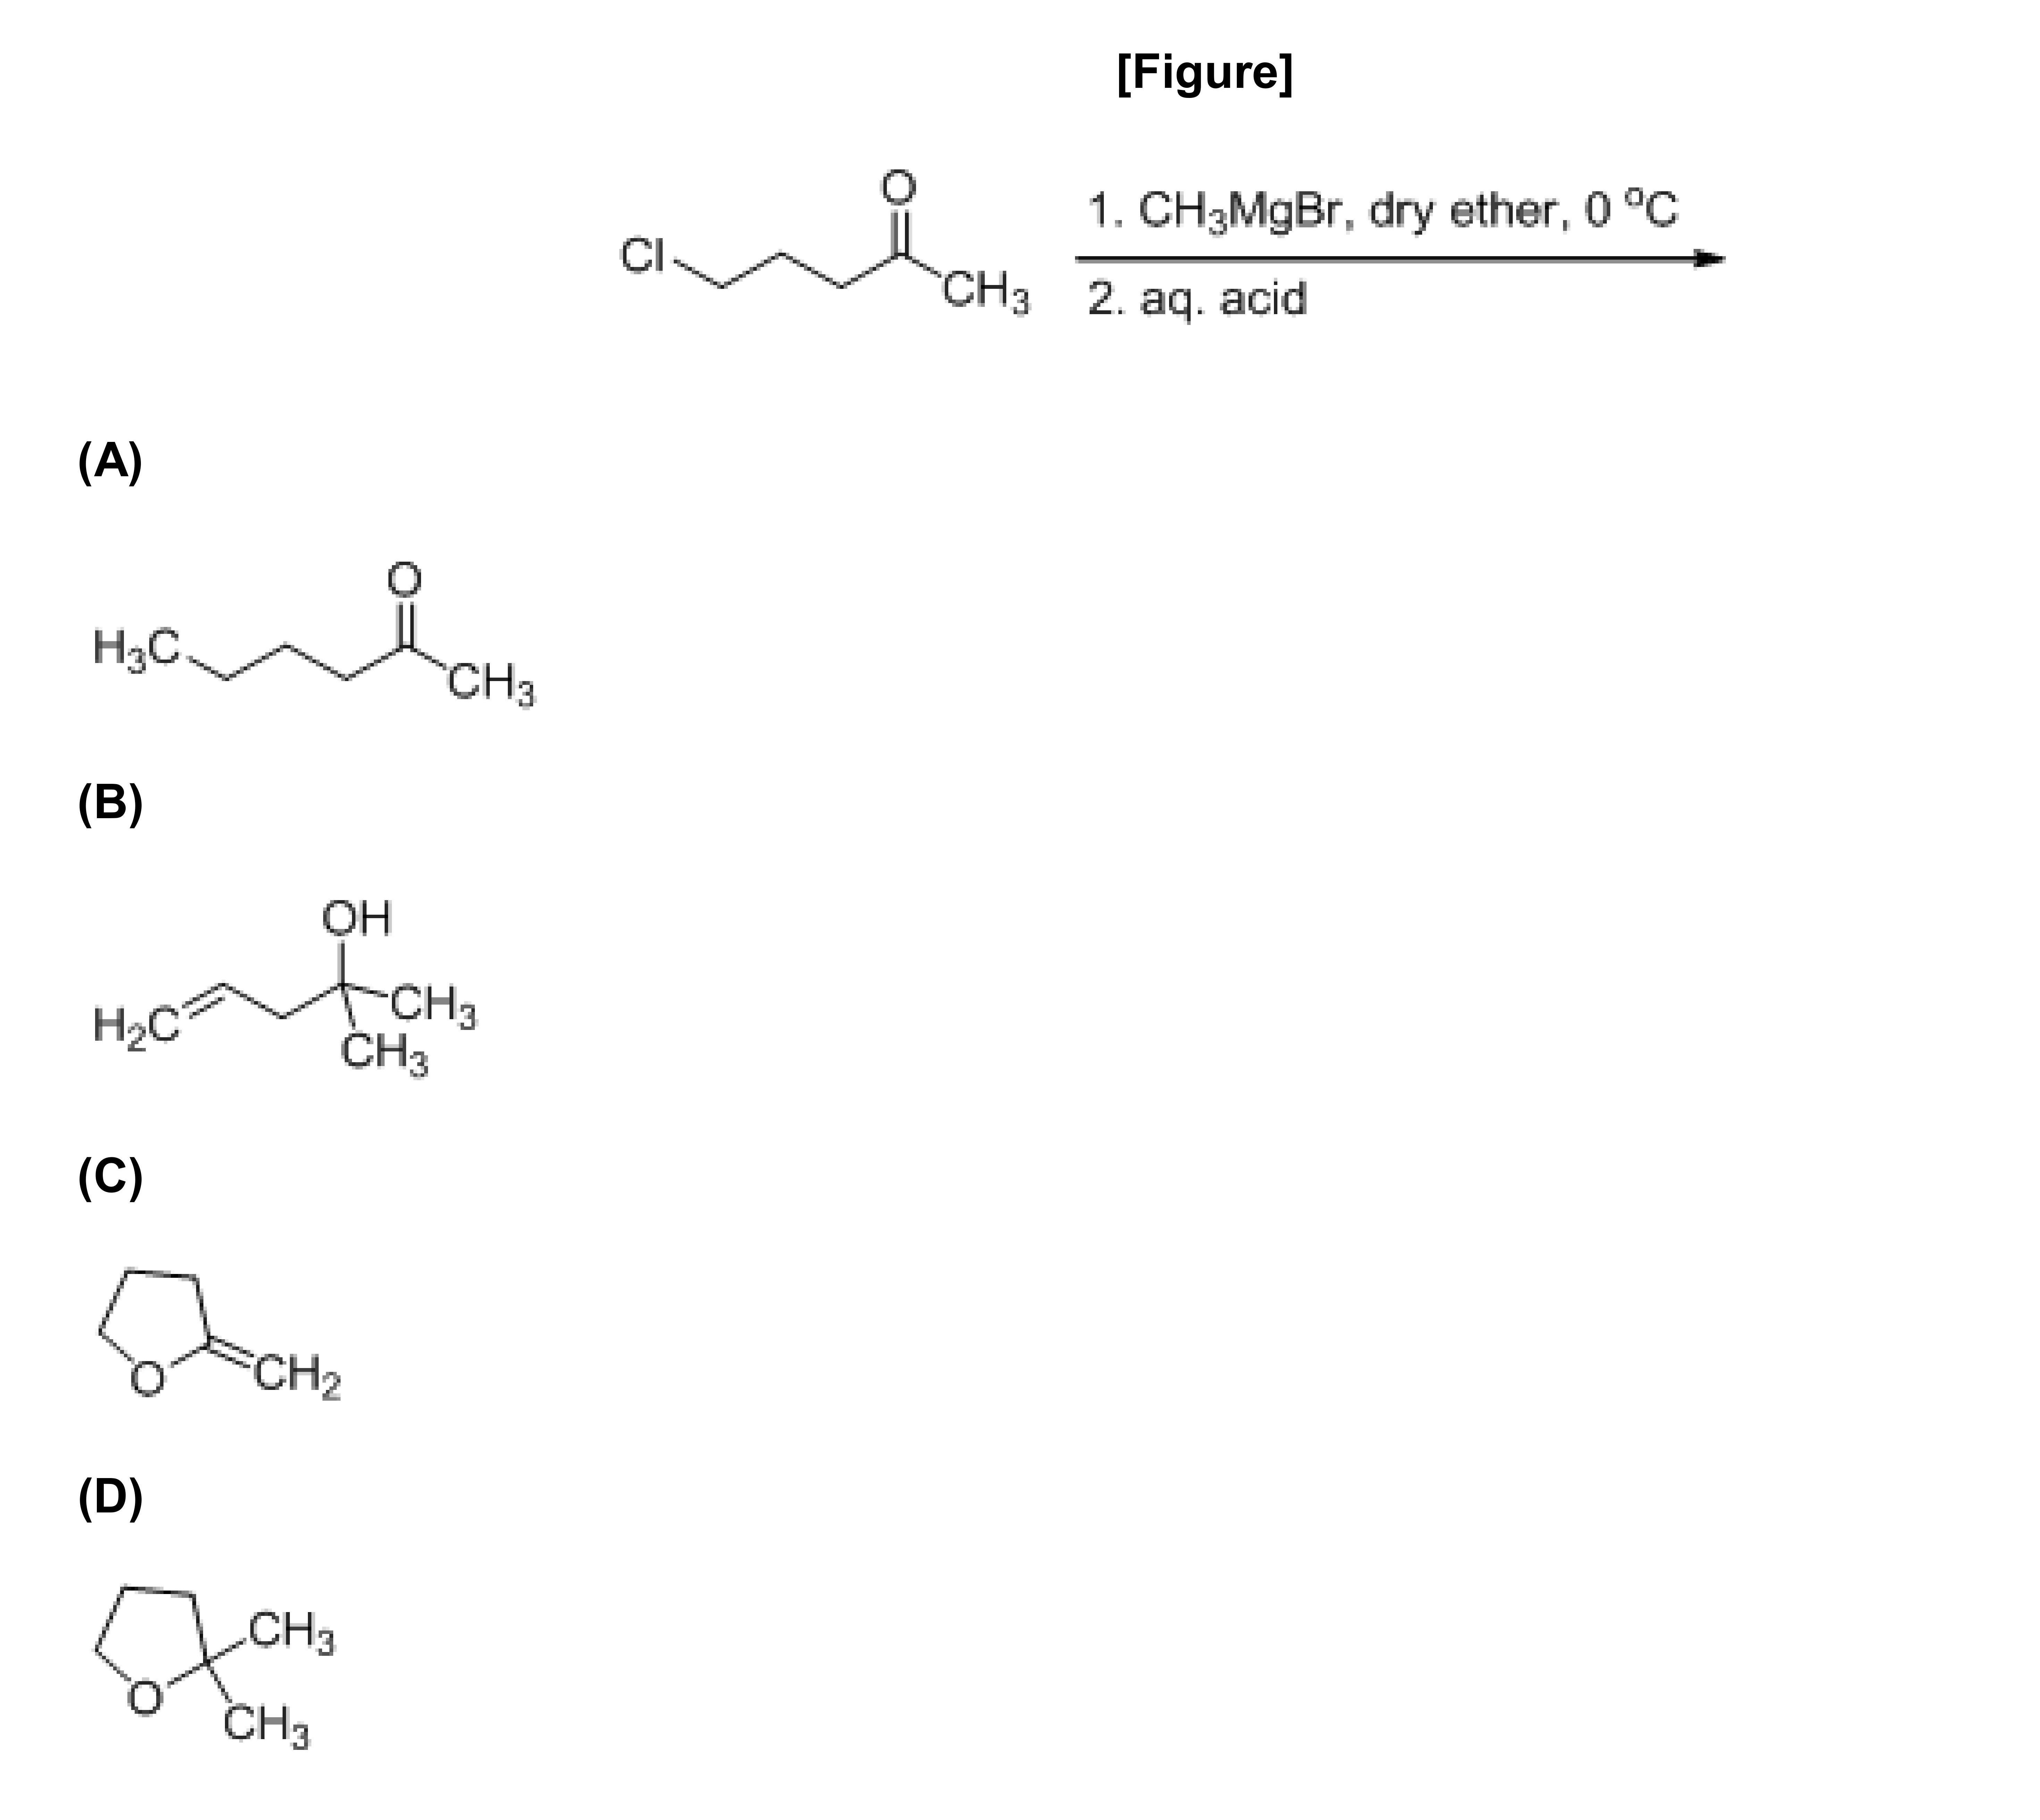 [Figure]
O
Cl
CH3
1. CH3MgBr, dry ether, 0 °C
2. aq. acid
(A)
O
H3C
CH3
(B)
OH
H2C
CH3
CH3
(C)
O
CH2
(D)
CH3
O
CH3